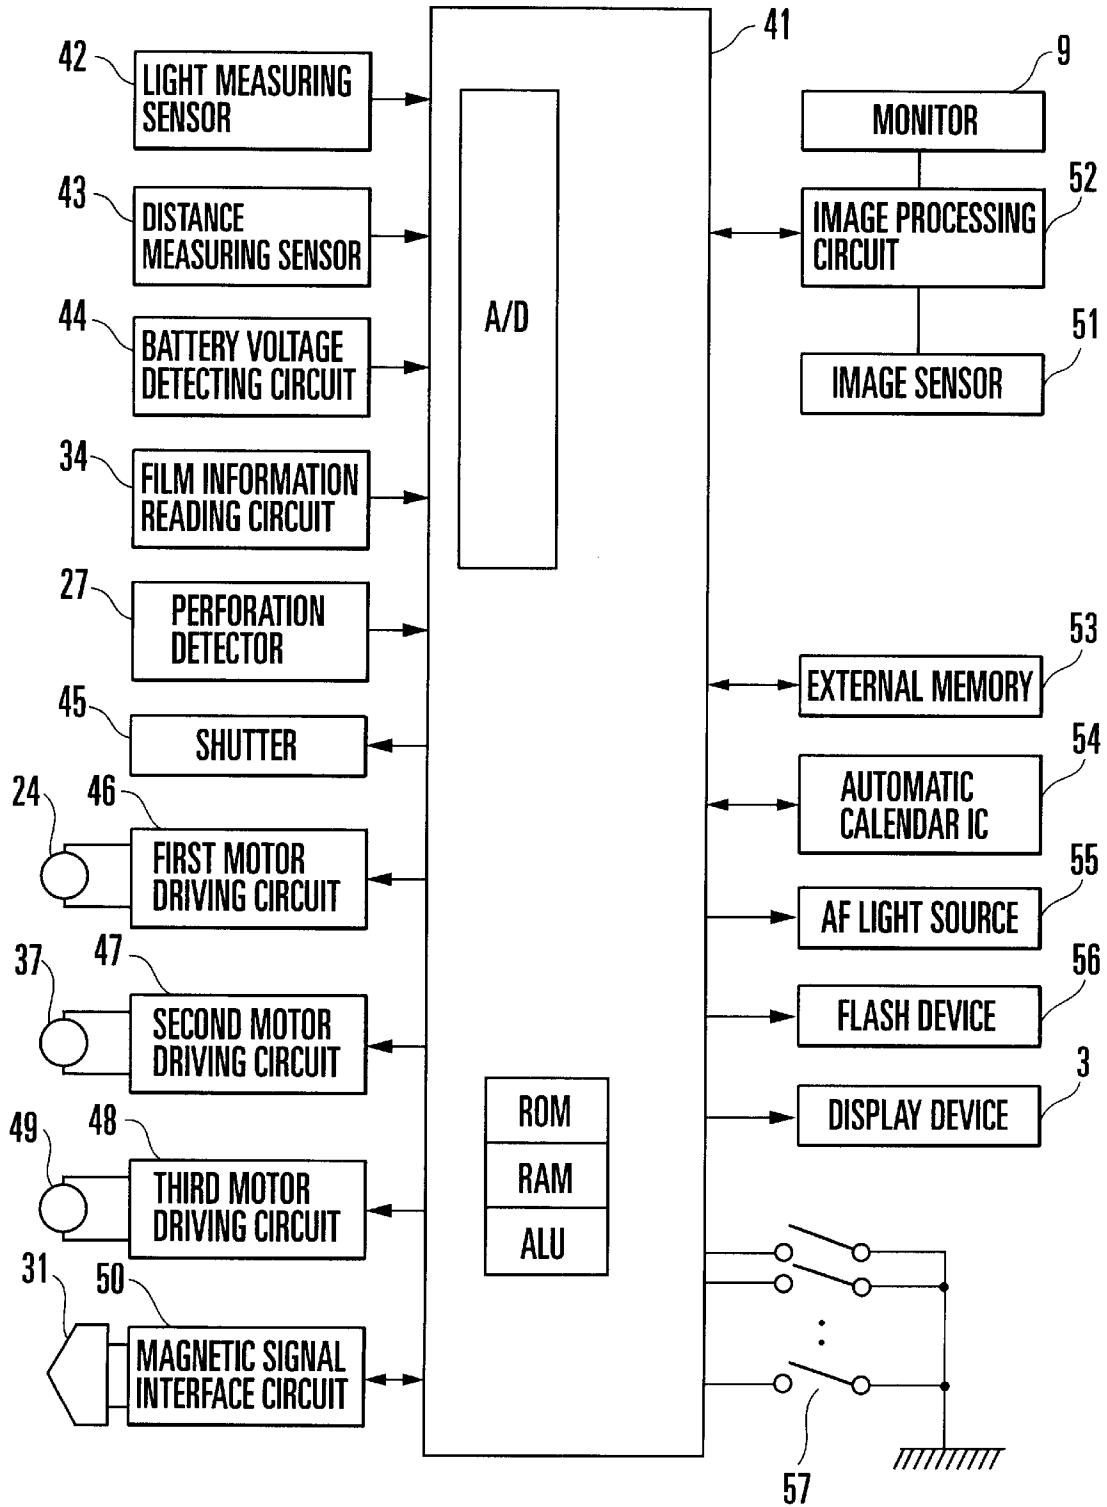 42
LIGHT MEASURING
SENSOR
43
DISTANCE
MEASURING SENSOR
44
BATTERY VOLTAGE
DETECTING CIRCUIT
34
FILM INFORMATION
READING CIRCUIT
27
PERFORATION
DETECTOR
45
SHUTTER
24
46
FIRST MOTOR
DRIVING CIRCUIT
37
47
SECOND MOTOR
DRIVING CIRCUIT
49
48
THIRD MOTOR
DRIVING CIRCUIT
31
50
MAGNETIC SIGNAL
INTERFACE CIRCUIT
41
A/D
ROM
RAM
ALU
9
MONITOR
52
IMAGE PROCESSING
CIRCUIT
51
IMAGE SENSOR
53
EXTERNAL MEMORY
54
AUTOMATIC
CALENDAR IC
55
AF LIGHT SOURCE
56
FLASH DEVICE
3
DISPLAY DEVICE
57